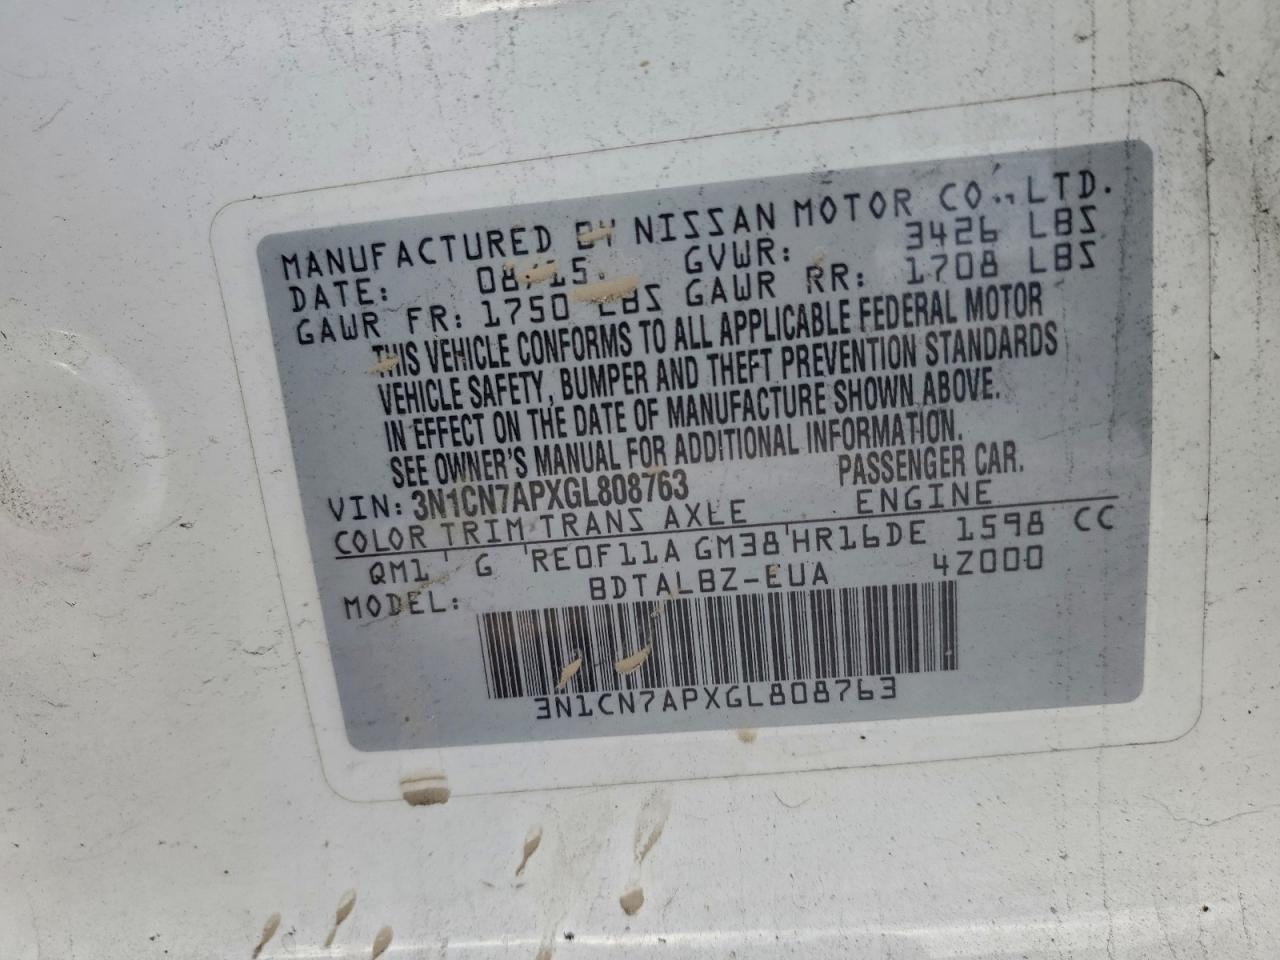 MANUFACTURED BY NISSAN MOTOR CO., LTD.
DATE: 08/15 GVWR: 3426 LBS
GAWR FR: 1750 LBS GAWR RR: 1708 LBS
THIS VEHICLE CONFORMS TO ALL APPLICABLE FEDERAL MOTOR
VEHICLE SAFETY, BUMPER AND THEFT PREVENTION STANDARDS
IN EFFECT ON THE DATE OF MANUFACTURE SHOWN ABOVE.
SEE OWNER'S MANUAL FOR ADDITIONAL INFORMATION.
VIN: 3N1CN7APXGL808763 PASSENGER CAR.
COLOR TRIM TRANS AXLE ENGINE
QM1 G RE0F11A GM38 HR16DE 1598 CC
MODEL: BDTALBZ-EUA 4Z000
3N1CN7APXGL808763